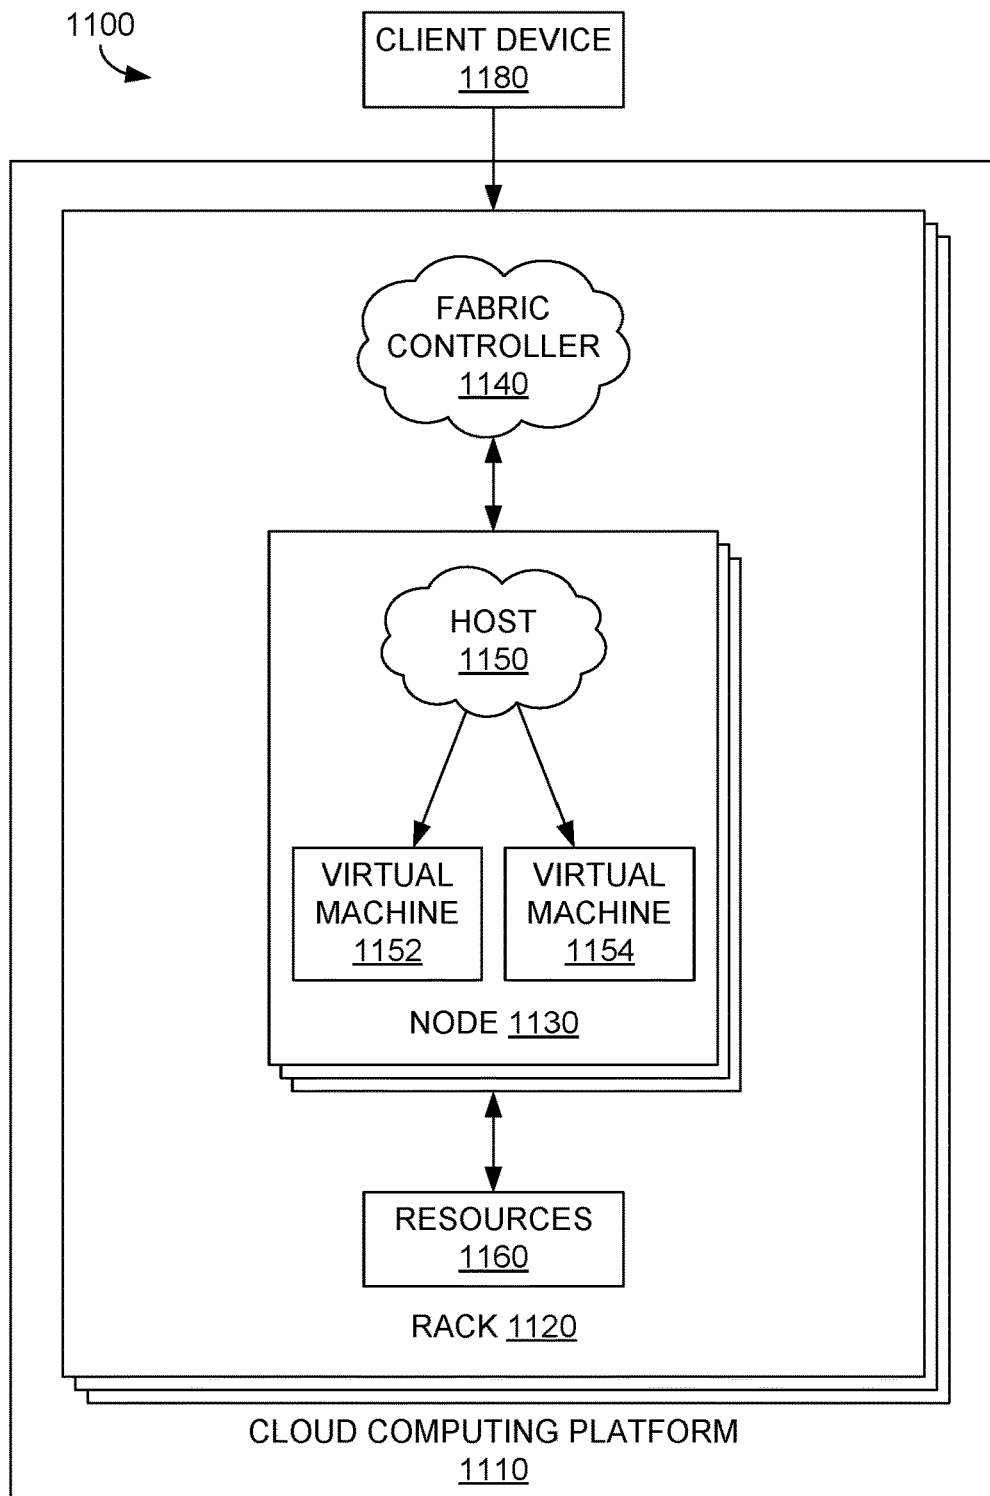 1100
CLIENT DEVICE
1180
FABRIC
CONTROLLER
1140
HOST
1150
VIRTUAL
MACHINE
1152
VIRTUAL
MACHINE
1154
NODE 1130
RESOURCES
1160
RACK 1120
CLOUD COMPUTING PLATFORM
1110